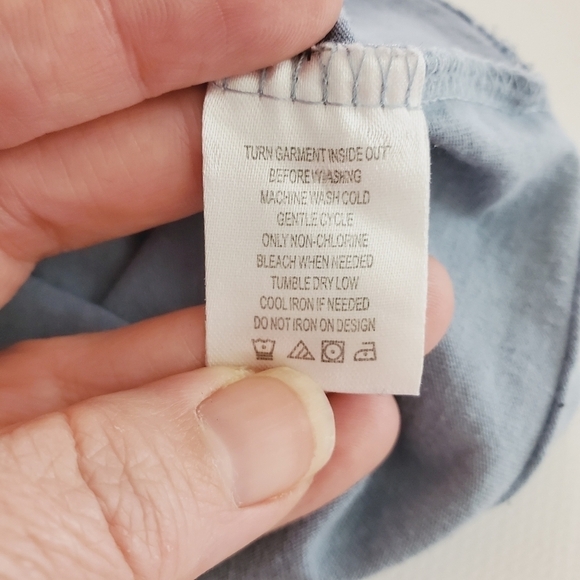 TURN GARMENT INSIDE OUT
BEFORE WASHING
MACHINE WASH COLD
GENTLE CYCLE
ONLY NON-CHLORINE
BLEACH WHEN NEEDED
TUMBLE DRY LOW
COOL IRON IF NEEDED
DO NOT IRON ON DESIGN